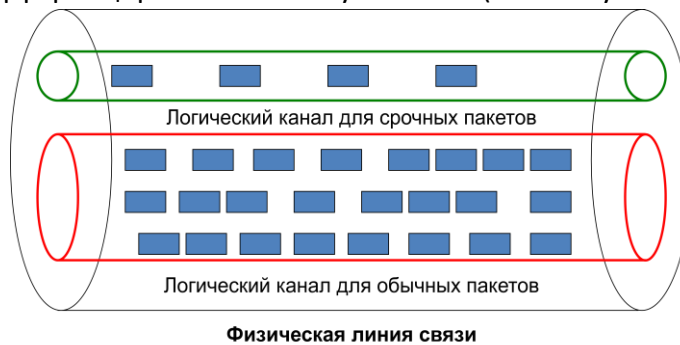 Логический канал для срочных пакетов
Логический канал для обычных пакетов
Физическая линия связи